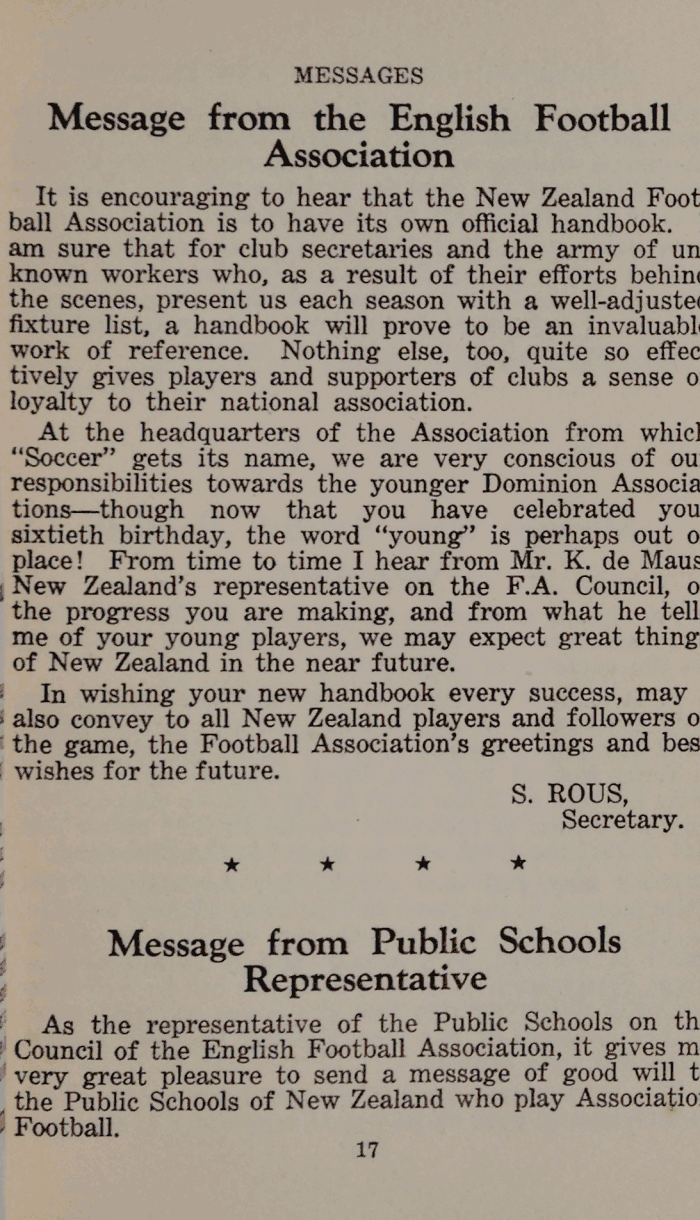 MESSAGES
Message from the English Football
Association
It is encouraging to hear that the New Zealand Foot
ball Association is to have its own official handbook.
am sure that for club secretaries and the army of un
known workers who, as a result of their efforts behind
the scenes, present us each season with a well-adjusted
fixture list, a handbook will prove to be an invaluable
work of reference. Nothing else, too, quite so effec
tively gives players and supporters of clubs a sense o
loyalty to their national association.
At the headquarters of the Association from which
“Soccer” gets its name, we are very conscious of ou
responsibilities towards the younger Dominion Associa
tions—though now that you have celebrated you
sixtieth birthday, the word “young” is perhaps out o
place! From time to time I hear from Mr. K. de Maus
New Zealand's representative on the F.A. Council, o
the progress you are making, and from what he tell
me of your young players, we may expect great thing
of New Zealand in the near future.
In wishing your new handbook every success, may
also convey to all New Zealand players and followers o
the game, the Football Association's greetings and bes
wishes for the future.
S. ROUS,
Secretary.
★ ★ ★ ★
Message from Public Schools
Representative
As the representative of the Public Schools on th
Council of the English Football Association, it gives m
very great pleasure to send a message of good will t
the Public Schools of New Zealand who play Associatio
Football.
17